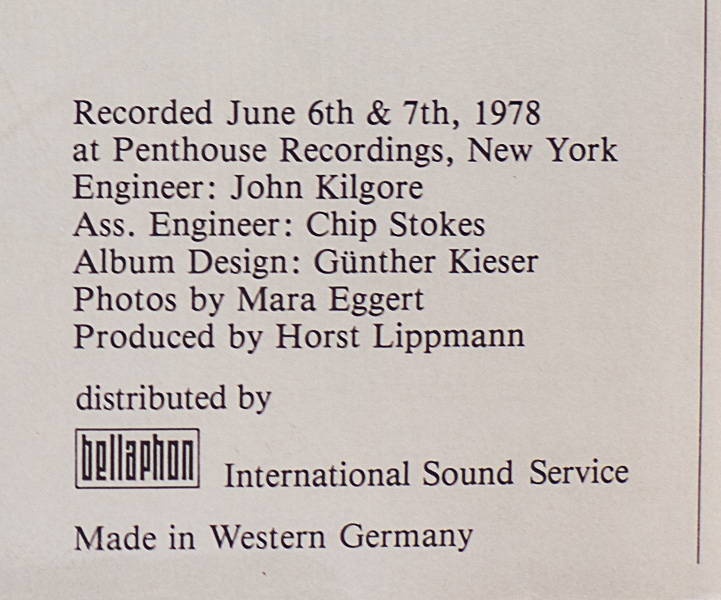 Recorded June 6th & 7th, 1978
at Penthouse Recordings, New York
Engineer: John Kilgore
Ass. Engineer: Chip Stokes
Album Design: Günther Kieser
Photos by Mara Eggert
Produced by Horst Lippmann
distributed by
bellaphon International Sound Service
Made in Western Germany